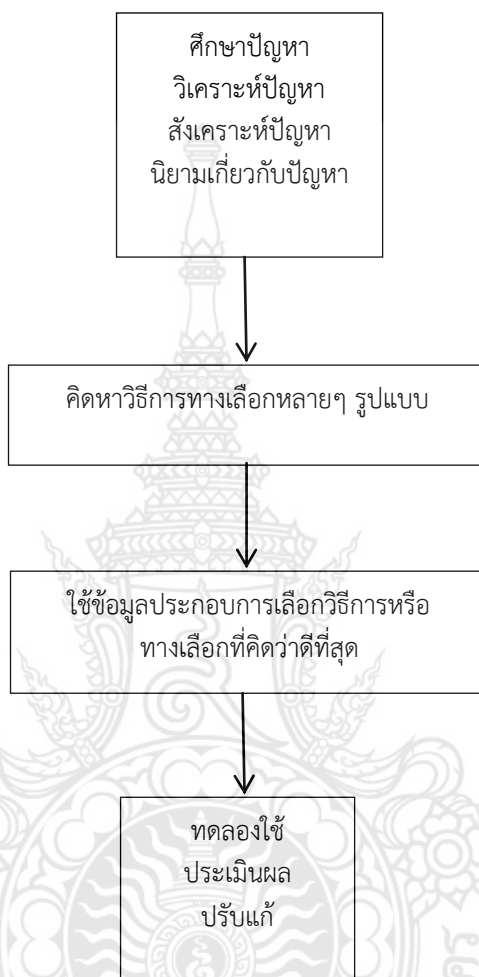 ศึกษาปัญหา
วิเคราะห์ปัญหา
สังเคราะห์ปัญหา
นิยามเกี่ยวกับปัญหา
คิดหาวิธีการทางเลือกหลายๆ รูปแบบ
ใช้ข้อมูลประกอบการเลือกวิธีการหรือ
ทางเลือกที่คิดว่าดีที่สุด
ทดลองใช้
ประเมินผล
ปรับแก้